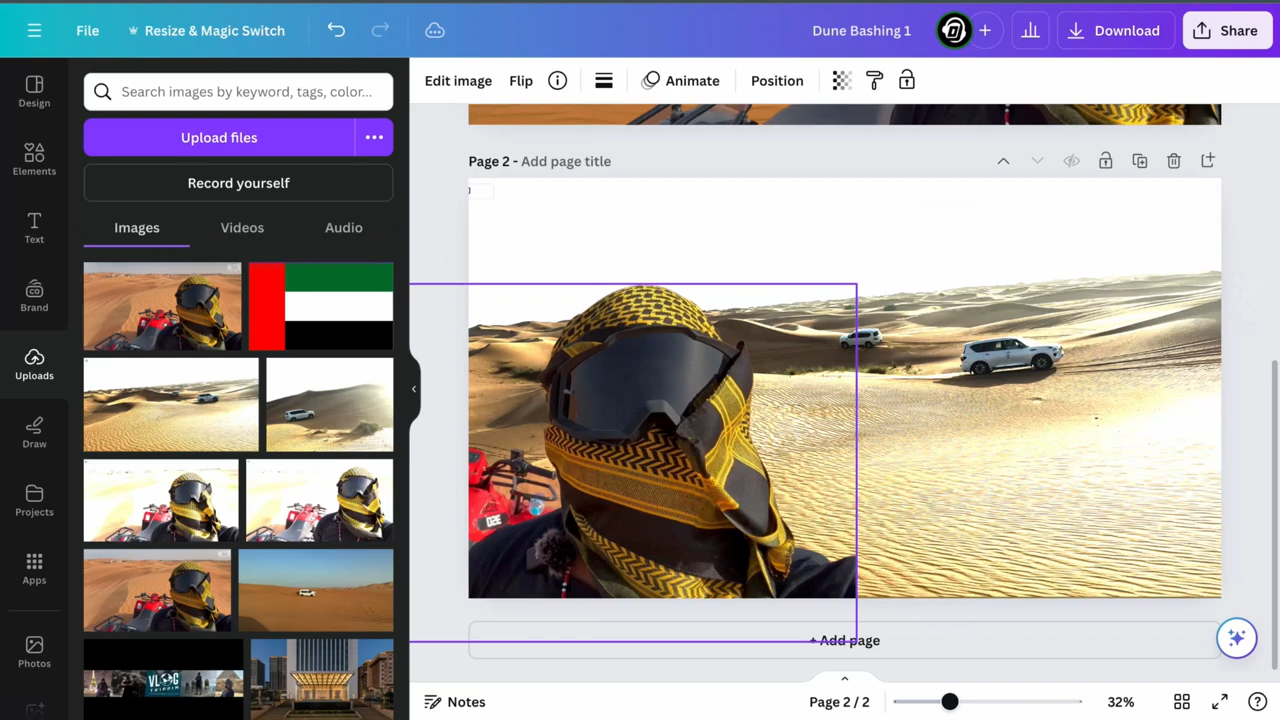 File
Resize & Magic Switch
Dune Bashing 1
Download
Share
Design
Elements
Text
Brand
Uploads
Draw
Projects
Apps
Photos
Search images by keyword, tags, color...
Upload files
Record yourself
Images
Videos
Audio
VLOG
TRIPPIN
Edit image
Flip
Animate
Position
Page 2 - Add page title
+ Add page
Notes
Page 2 / 2
32%